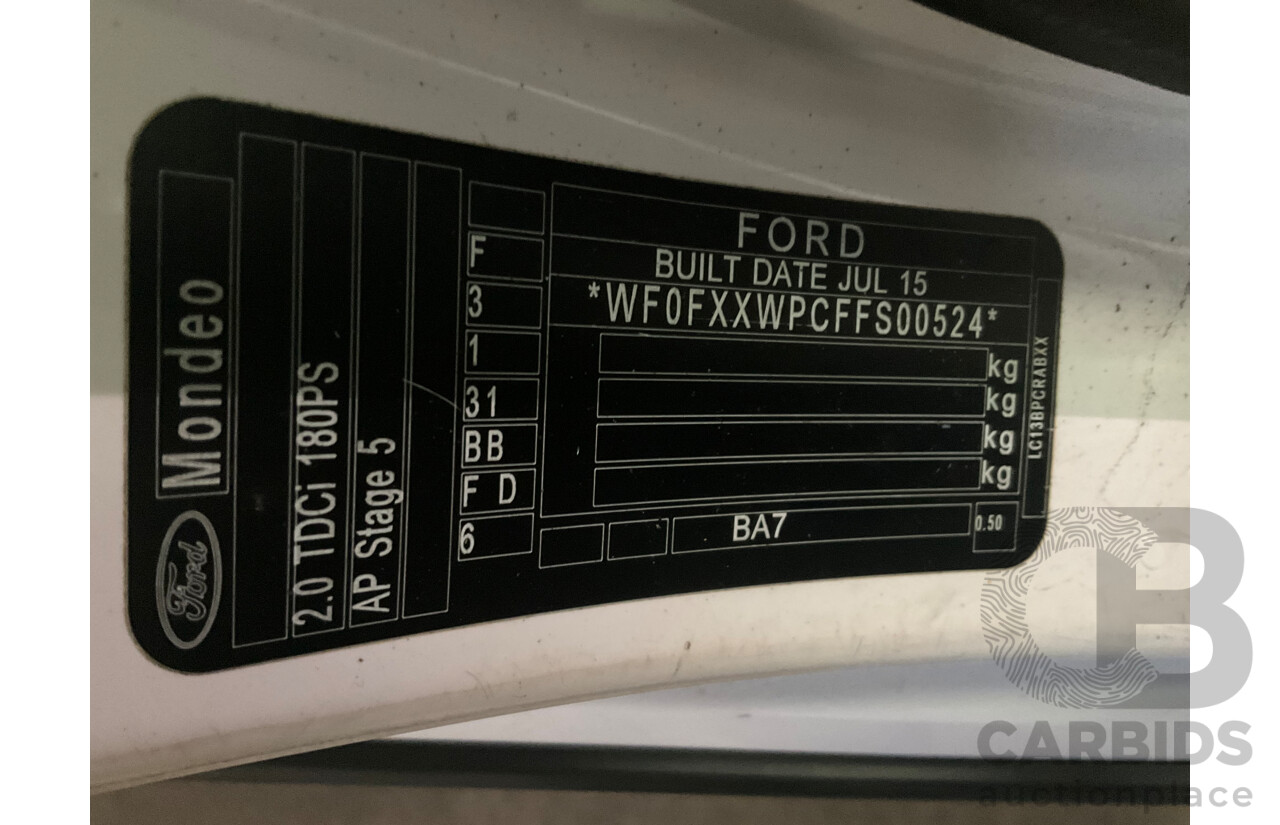 Ford
Mondeo
2.0 TDCi 180PS
AP Stage 5
F
3
1
31
BB
F D
6
FORD
BUILT DATE JUL 15
*WF0FXXWPCFFS00524*
kg
kg
kg
kg
BA7
0.50
LC13BPCRABXX
CB
CARBIDS
auctionplace